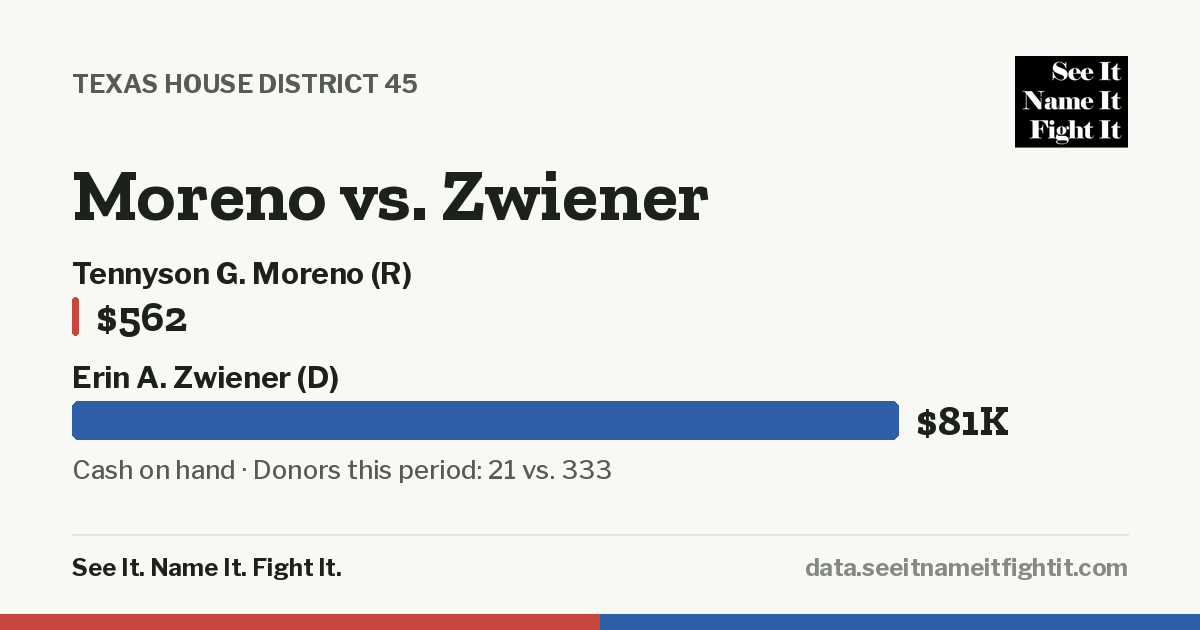 TEXAS HOUSE DISTRICT 45
See It
Name It
Fight It
Moreno vs. Zwiener
Tennyson G. Moreno (R)
$562
Erin A. Zwiener (D)
$81K
Cash on hand · Donors this period: 21 vs. 333
See It. Name It. Fight It.
data.seeitnameitfightit.com